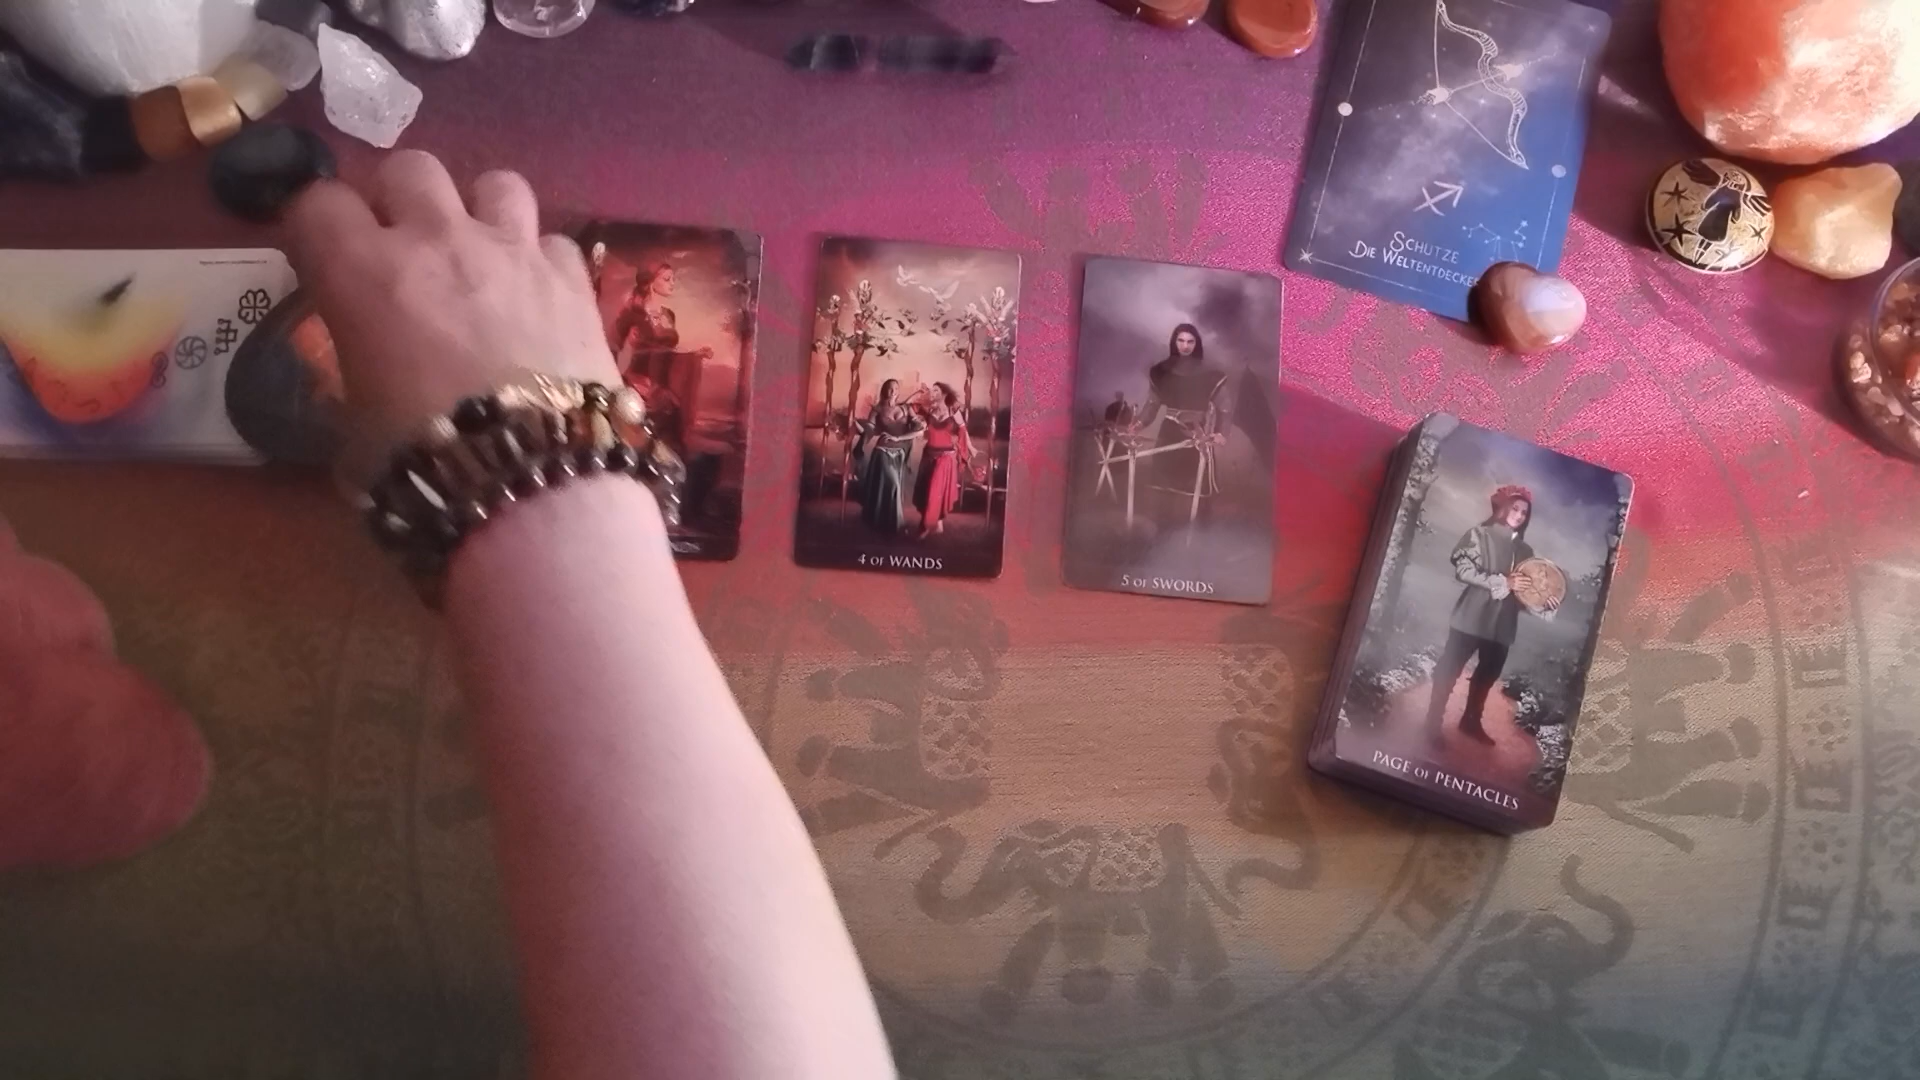 SCHÜTZE
DIE WELTENTDECKER
4 OF WANDS
5 OF SWORDS
PAGE OF PENTACLES